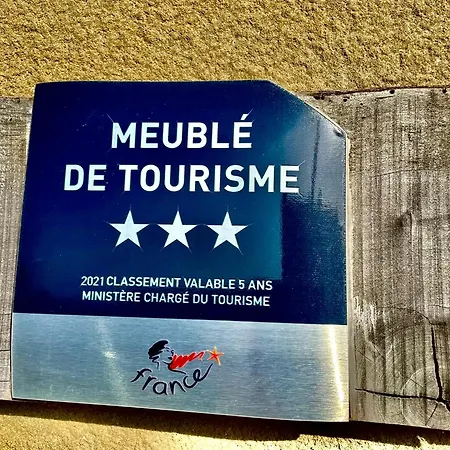 MEUBLÉ
DE TOURISME
2021 CLASSEMENT VALABLE 5 ANS
MINISTÈRE CHARGÉ DU TOURISME
france